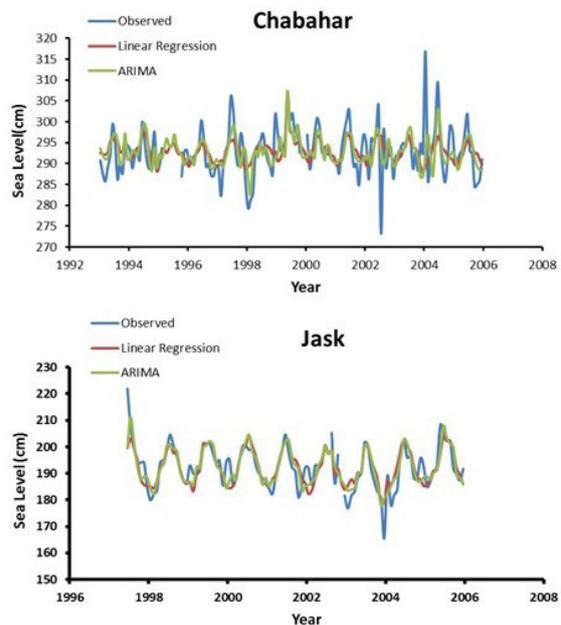 Chabahar
Observed
Linear Regression
ARIMA
Sea Level(cm)
320
315
310
305
300
295
290
285
280
275
270
1992 1994 1996 1998 2000 2002 2004 2006 2008
Year
Jask
Observed
Linear Regression
ARIMA
Sea Level (cm)
230
220
210
200
190
180
170
160
150
1996 1998 2000 2002 2004 2006 2008
Year